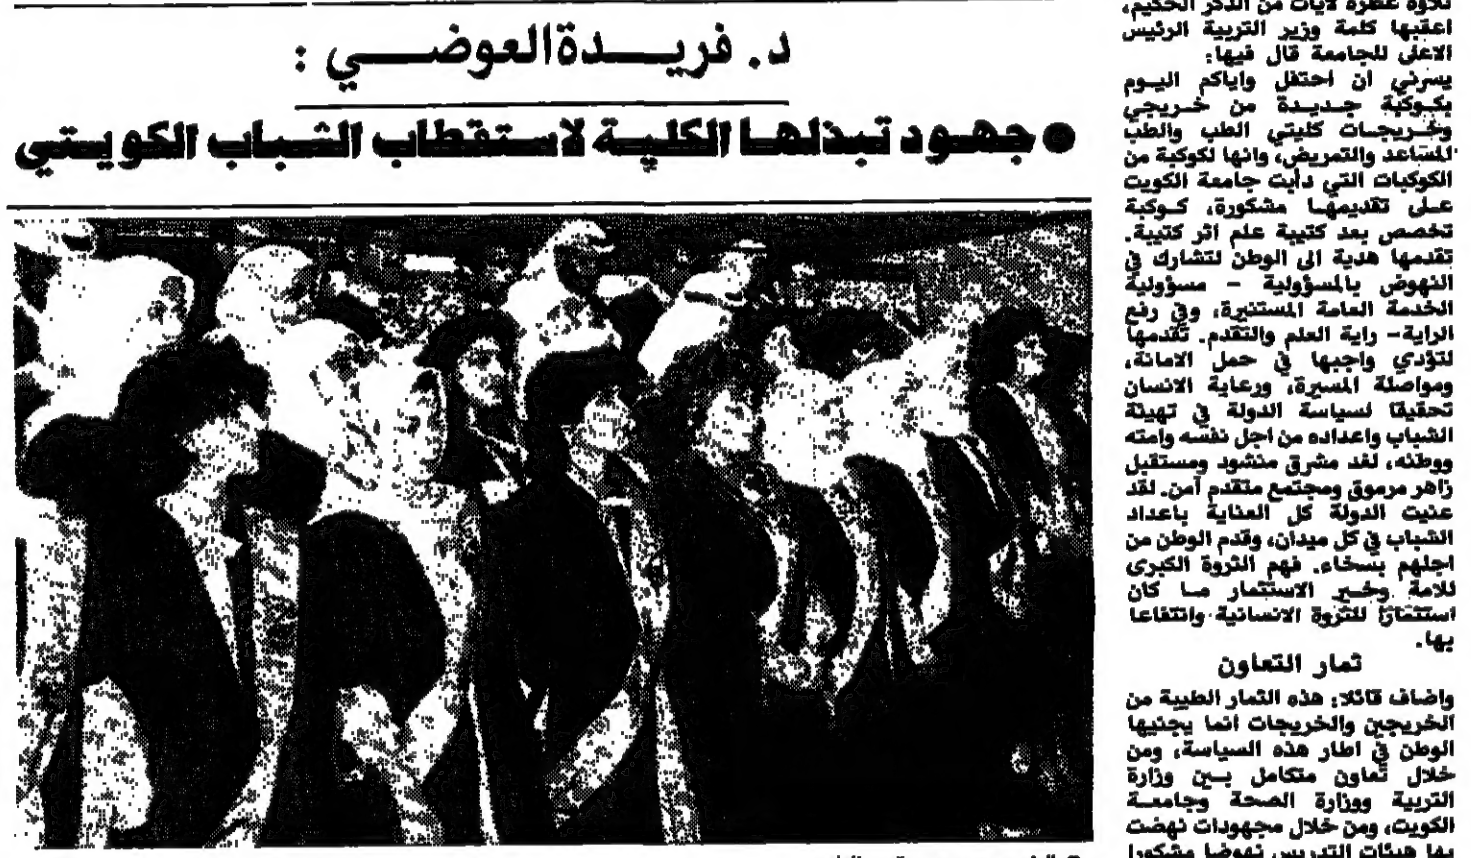 د. فريدة العوضي :
● جهود تبذلها الكلية لاستقطاب الشباب الكويتي
تلاوة عطرة لآيات من الذكر الحكيم،
اعقبها كلمة وزير التربية الرئيس
الاعلى للجامعة قال فيها:
يسرني ان احتفل واياكم اليوم
بكوكبة جديدة من خريجي
وخريجات كليتي الطب والطب
المساعد والتمريض، وانها لكوكبة من
الكوكبات التي دأبت جامعة الكويت
على تقديمها مشكورة، كوكبة
تخصص بعد كتيبة علم اثر كتيبة.
تقدمها هدية الى الوطن لتشارك في
النهوض بالمسؤولية - مسؤولية
الخدمة العامة المستنيرة، وفي رفع
الراية- راية العلم والتقدم. تقدمها
لتؤدي واجبها في حمل الامانة،
ومواصلة المسيرة، ورعاية الانسان
تحقيقا لسياسة الدولة في تهيئة
الشباب واعداده من اجل نفسه وامته
ووطنه، لغد مشرق منشود ومستقبل
زاهر مرموق ومجتمع متقدم آمن. لقد
عنيت الدولة كل العناية باعداد
الشباب في كل ميدان، وقدم الوطن من
اجلهم بسخاء. فهم الثروة الكبرى
للامة وخير الاستثمار ما كان
استثمارا للثروة الانسانية وانتفاعا
بها.
ثمار التعاون
واضاف قائلا: هذه الثمار الطيبة من
الخريجين والخريجات انما يجنيها
الوطن في اطار هذه السياسة، ومن
خلال تعاون متكامل بين وزارة
التربية ووزارة الصحة وجامعة
الكويت، ومن خلال مجهودات نهضت
بها هيئات التدريس نهوضا مشكورا